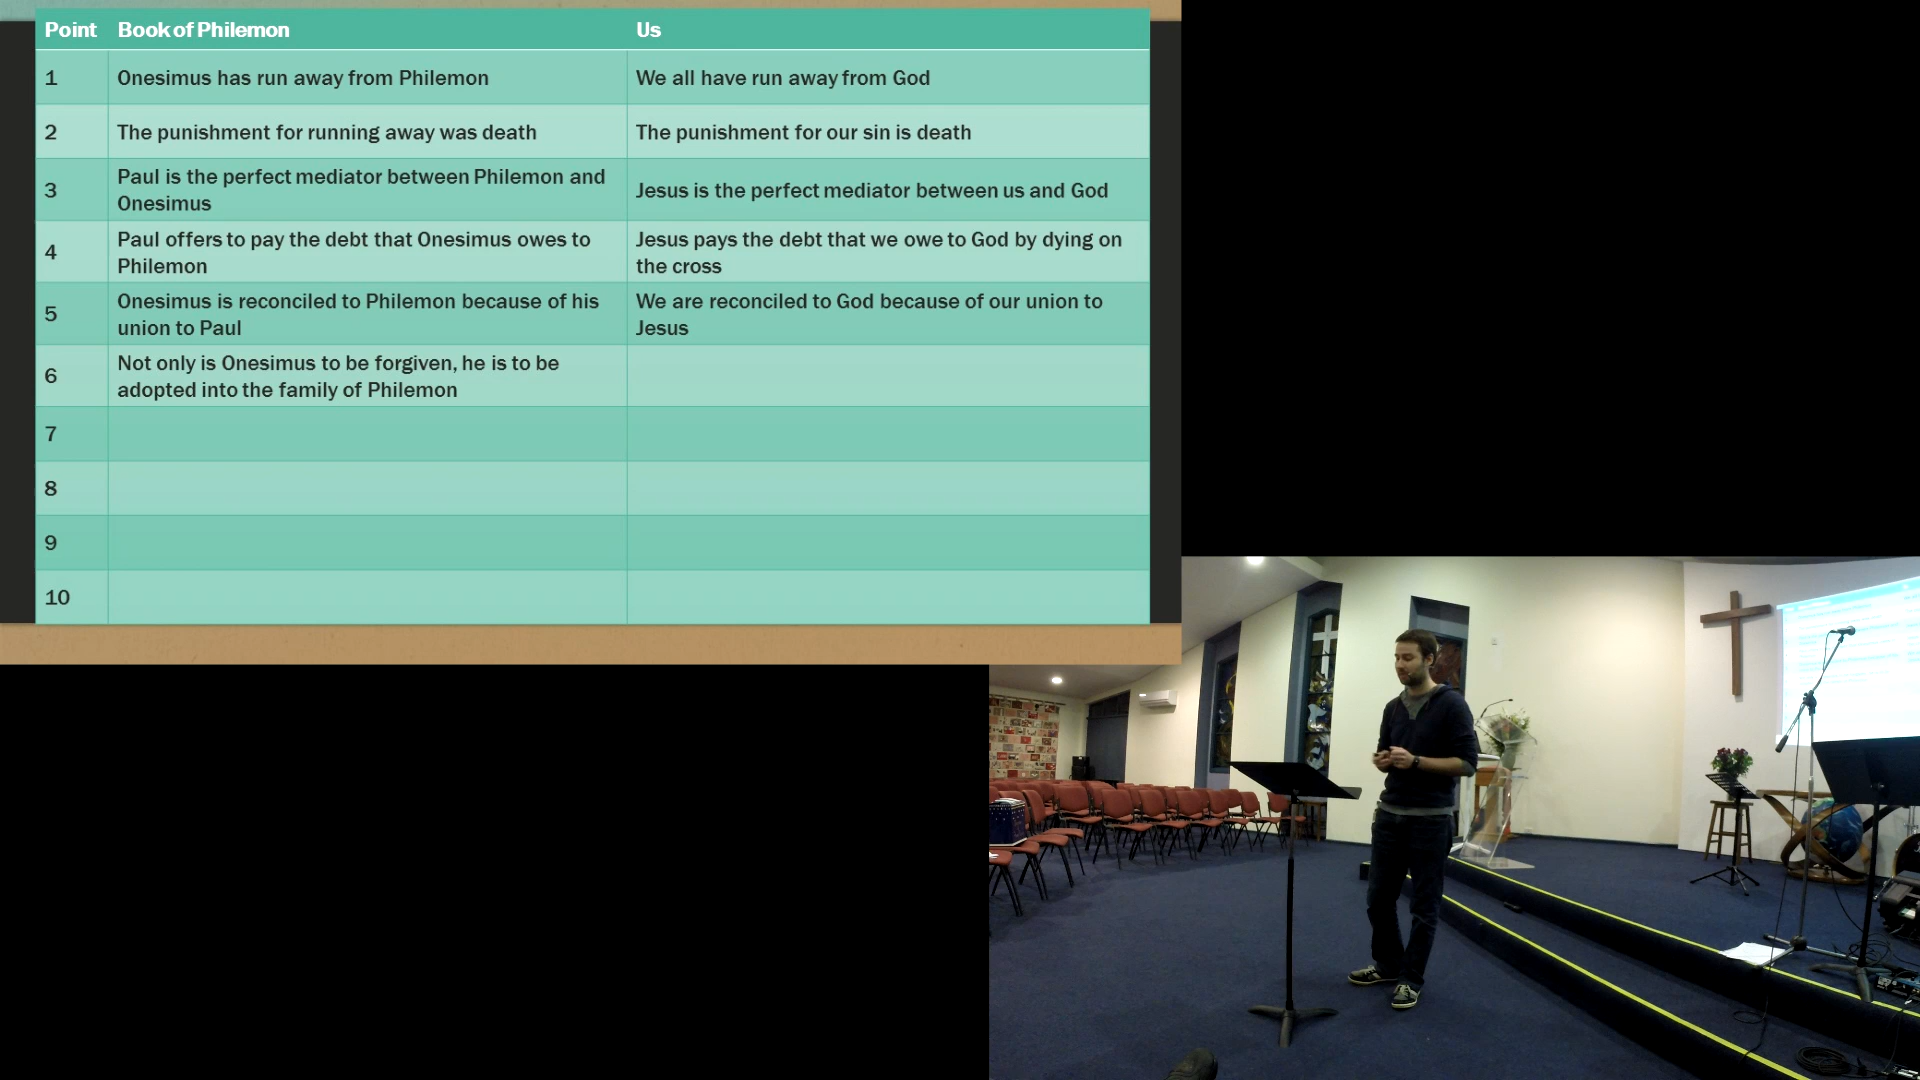 Point Book of Philemon Us
1 Onesimus has run away from Philemon We all have run away from God
2 The punishment for running away was death The punishment for our sin is death
3 Paul is the perfect mediator between Philemon and
Onesimus
Jesus is the perfect mediator between us and God
4 Paul offers to pay the debt that Onesimus owes to
Philemon
Jesus pays the debt that we owe to God by dying on
the cross
5 Onesimus is reconciled to Philemon because of his
union to Paul
We are reconciled to God because of our union to
Jesus
6 Not only is Onesimus to be forgiven, he is to be
adopted into the family of Philemon
7
8
9
10